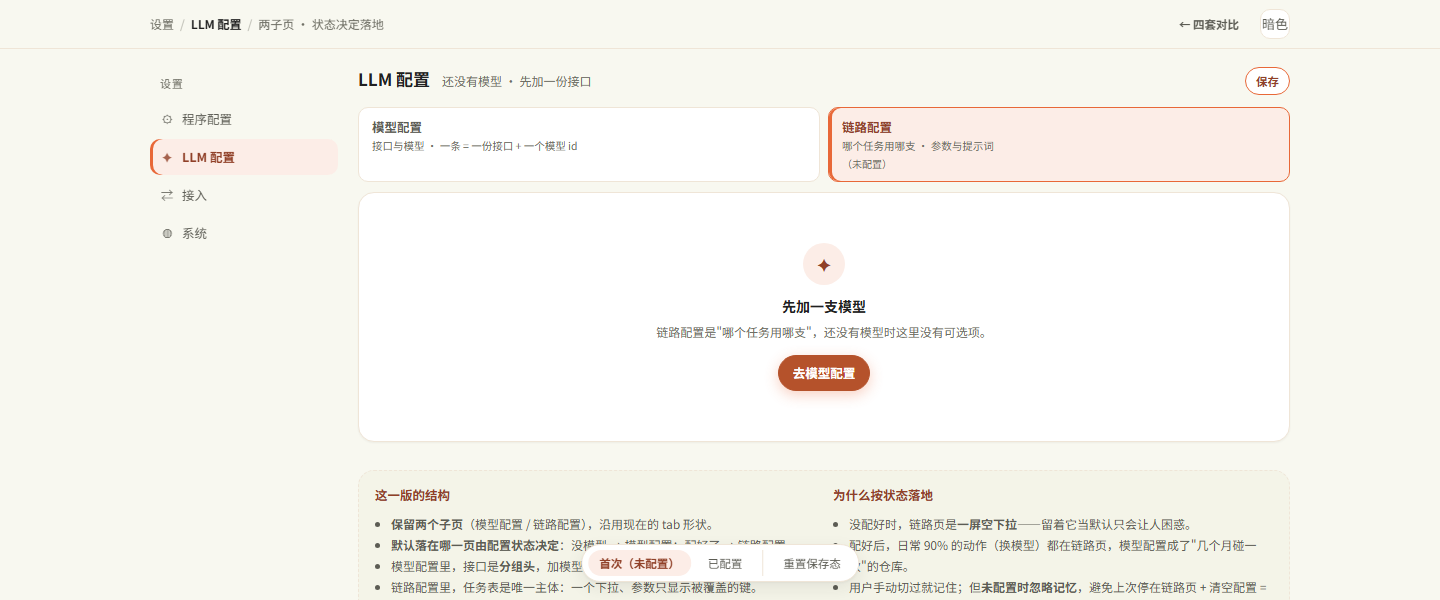 设置 / LLM 配置 / 两子页 · 状态决定落地
← 四套对比
暗色
设置
程序配置
LLM 配置
接入
系统
LLM 配置 还没有模型 · 先加一份接口
保存
模型配置
接口与模型 · 一条 = 一份接口 + 一个模型 id
链路配置
哪个任务用哪支 · 参数与提示词
（未配置）
先加一支模型
链路配置是"哪个任务用哪支"，还没有模型时这里没有可选项。
去模型配置
这一版的结构
保留两个子页（模型配置 / 链路配置），沿用现在的 tab 形状。
默认落在哪一页由配置状态决定：没模型 → 模型配置；配好了 → 链路配置
模型配置里，接口是分组头，加模型
链路配置里，任务表是唯一主体：一个下拉、参数只显示被覆盖的键。
为什么按状态落地
没配好时，链路页是一屏空下拉——留着它当默认只会让人困惑。
配好后，日常 90% 的动作（换模型）都在链路页，模型配置成了"几个月碰一
次"的仓库。
用户手动切过就记住；但未配置时忽略记忆，避免上次停在链路页 + 清空配置 =
首次（未配置）
已配置
重置保存态